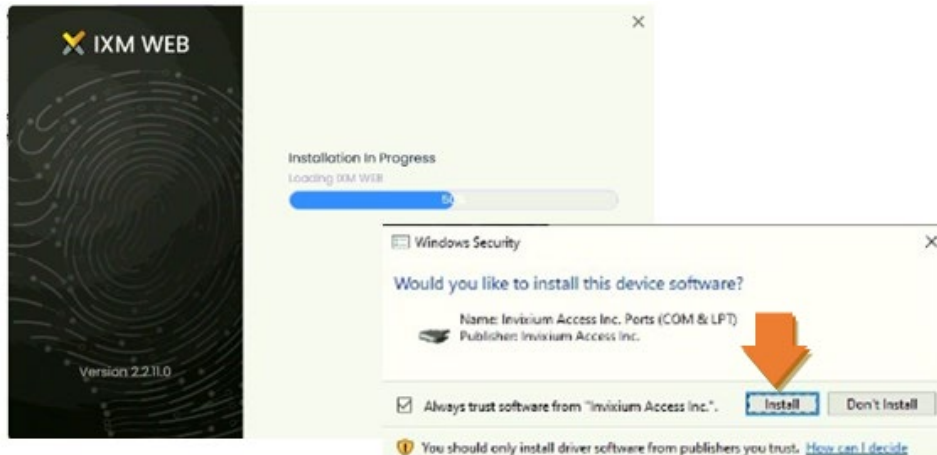 IXM WEB
Installation In Progress
Loading IXM WEB
50%
Version 2.2.11.0
Windows Security
Would you like to install this device software?
Name: Invixium Access Inc. Ports (COM & LPT)
Publisher: Invixium Access Inc.
Always trust software from "Invixium Access Inc.".
Install
Don't Install
You should only install driver software from publishers you trust. How can I decide